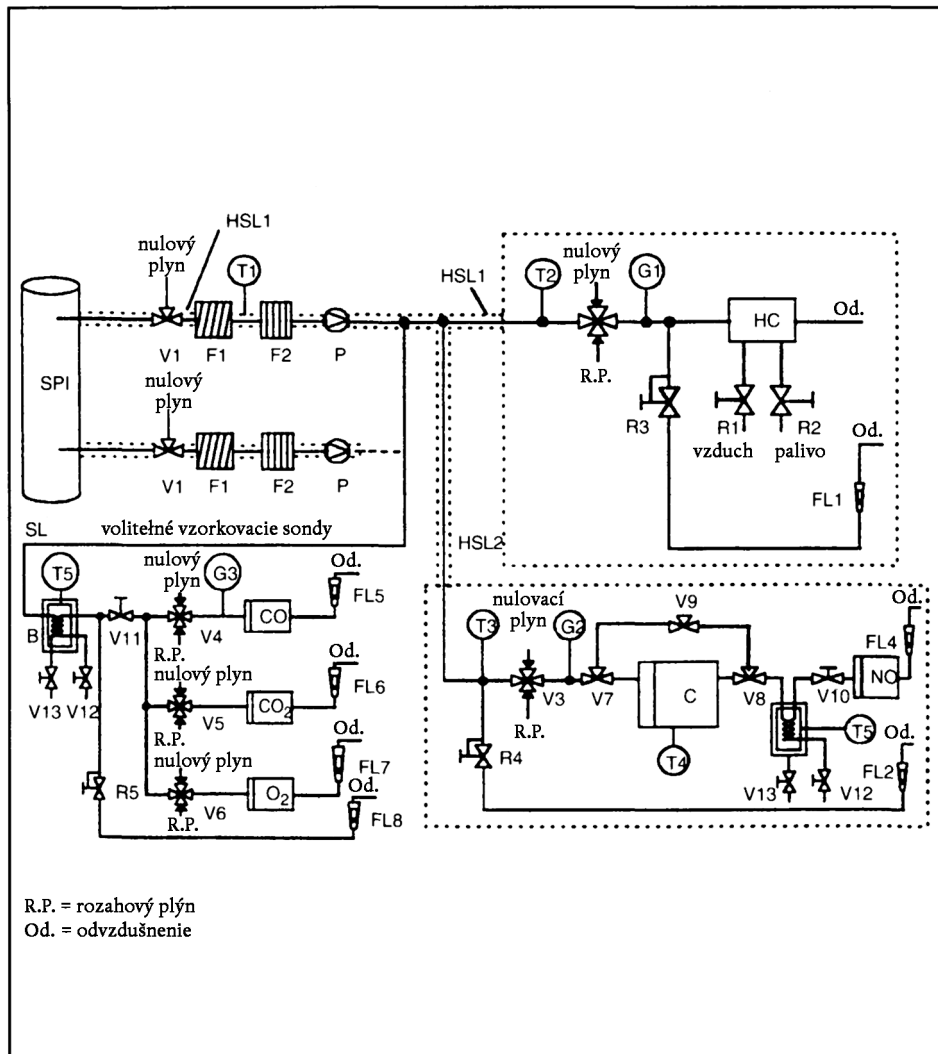 HSL1
nulový
plyn
T1
V1
F1
F2
P
SPI
nulový
plyn
V1
F1
F2
P
SL
volitełné vzorkovacie sondy
HSL1
T2
nulový
plyn
G1
R.P.
HC
Od.
R3
R1
R2
vzduch
palivo
Od.
FL1
HSL2
T5
B
V13
V12
V11
nulový
plyn
G3
V4
R.P.
CO
Od.
FL5
nulový plyn
V5
R.P.
CO2
Od.
FL6
nulový plyn
V6
R.P.
O2
Od.
FL7
R5
Od.
FL8
T3
nulovací
plyn
G2
V3
R.P.
V7
V9
C
T4
V8
V10
NO
Od.
FL4
T5
V13
V12
Od.
FL2
R4
R.P. = rozahový plýn
Od. = odvzdušnenie